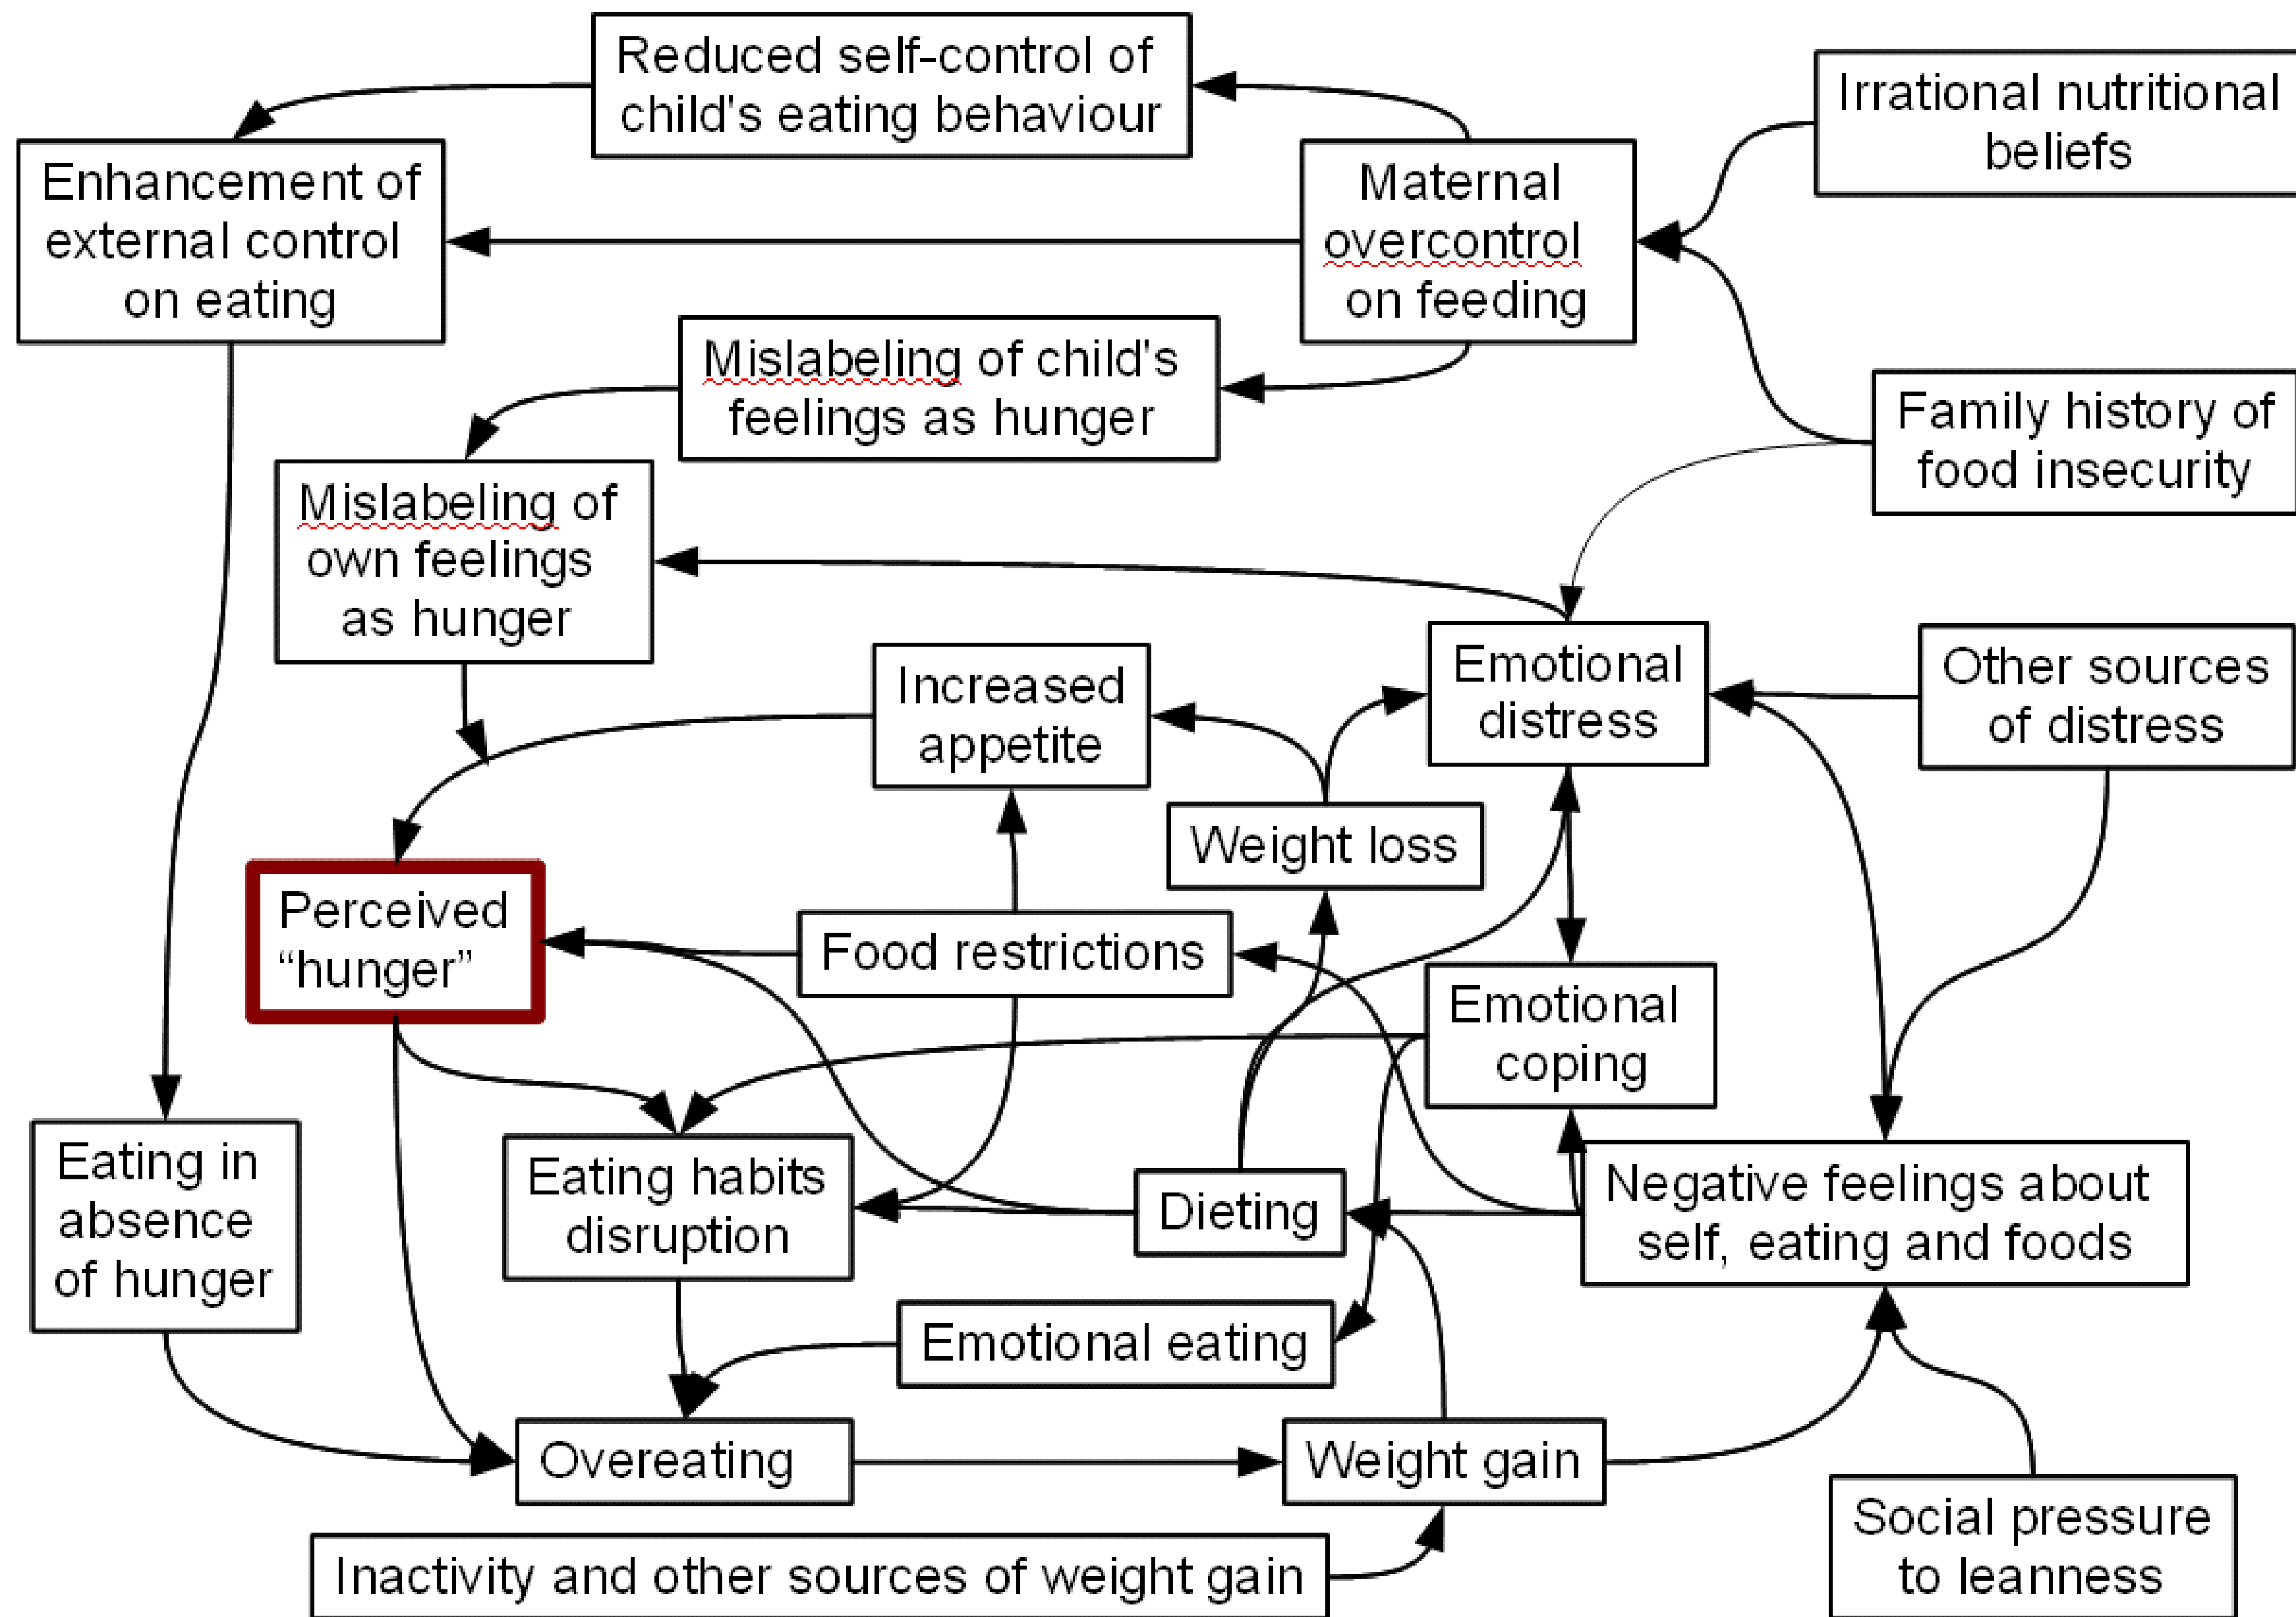 Reduced self-control of
child's eating behaviour
Irrational nutritional
beliefs
Enhancement of
external control
on eating
Maternal
overcontrol
on feeding
Mislabeling of child's
feelings as hunger
Family history of
food insecurity
Mislabeling of
own feelings
as hunger
Increased
appetite
Emotional
distress
Other sources
of distress
Weight loss
Perceived
“hunger”
Food restrictions
Emotional
coping
Eating in
absence
of hunger
Eating habits
disruption
Dieting
Negative feelings about
self, eating and foods
Emotional eating
Overeating
Weight gain
Social pressure
to leanness
Inactivity and other sources of weight gain